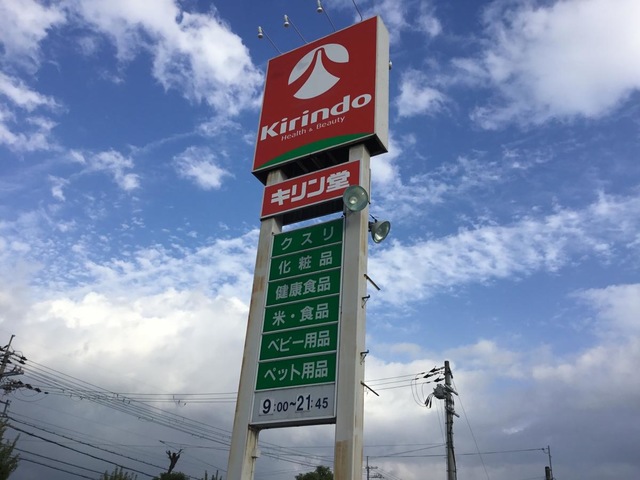 Kirindo
Health & Beauty
キリン堂
クスリ
化粧品
健康食品
米・食品
ベビー用品
ペット用品
9:00~21:45